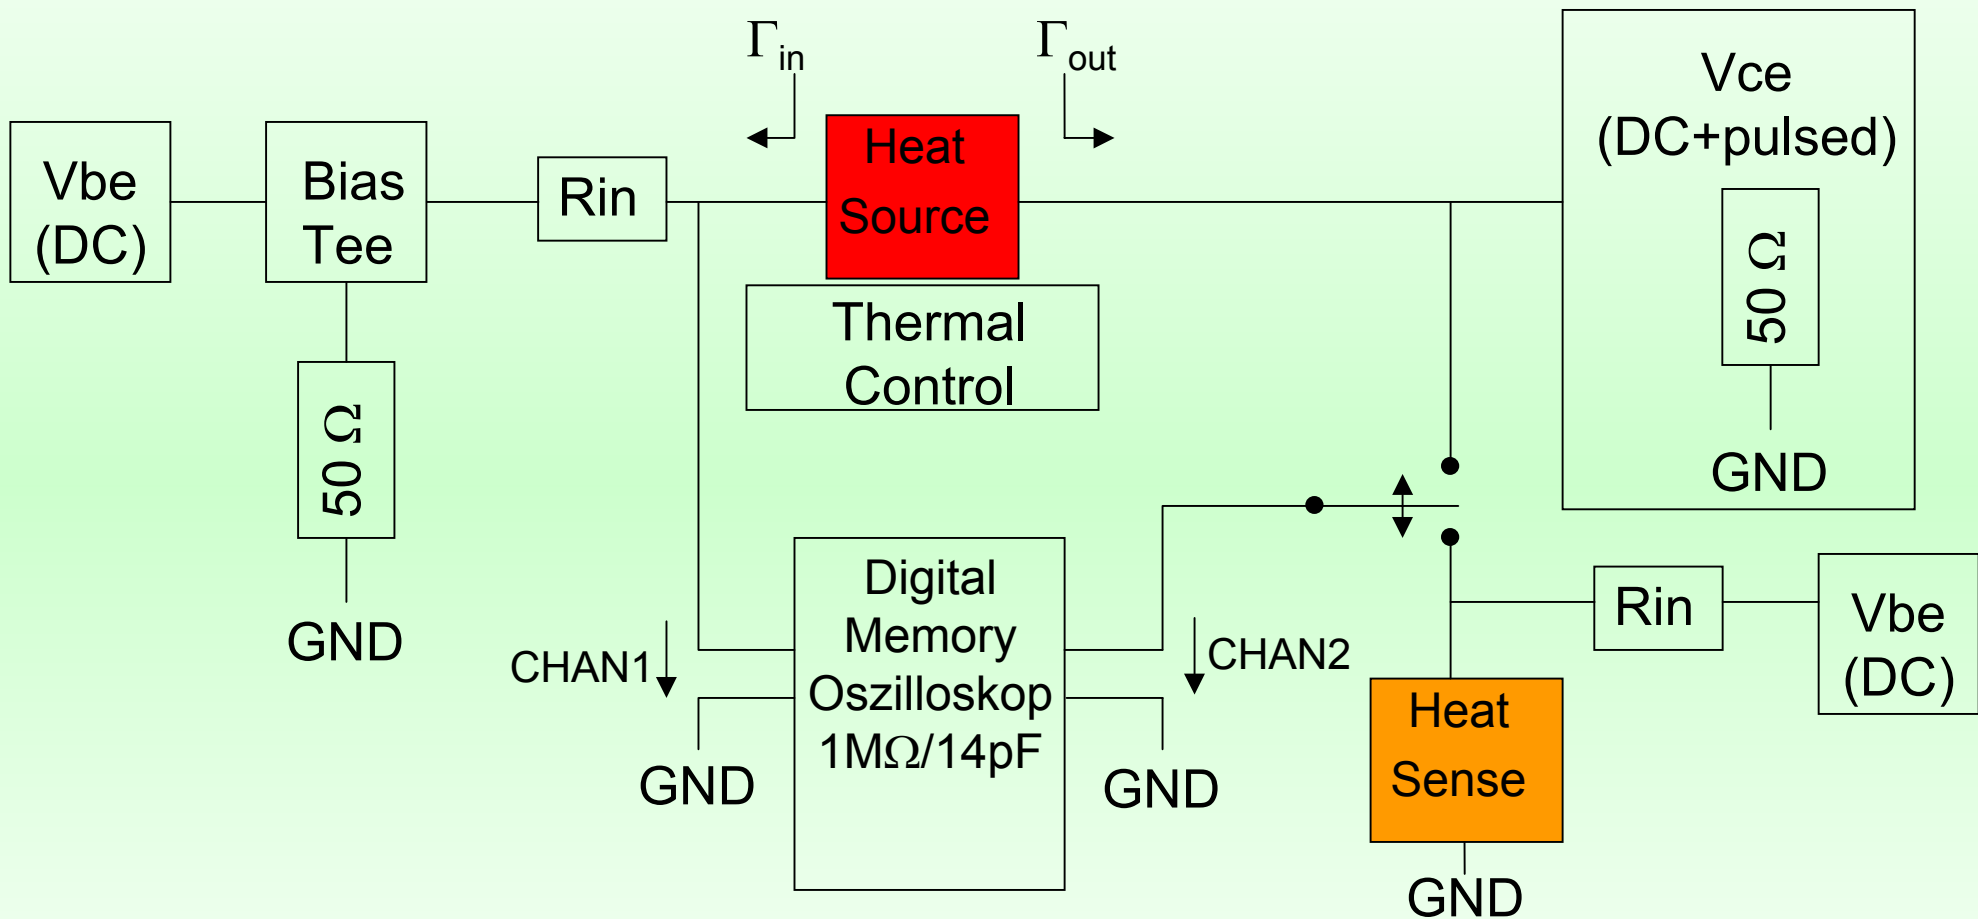 Γin
Γout
Vbe
(DC)
Bias
Tee
Rin
Heat
Source
Vce
(DC+pulsed)
50 Ω
GND
Thermal
Control
50 Ω
GND
CHAN1
GND
Digital
Memory
Oszilloskop
1MΩ/14pF
CHAN2
GND
Rin
Vbe
(DC)
Heat
Sense
GND